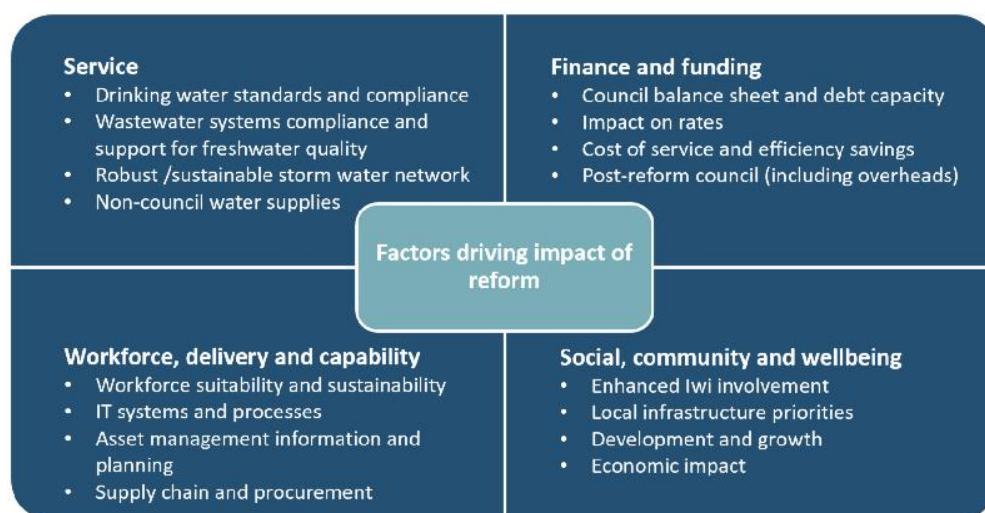 Service
• Drinking water standards and compliance
• Wastewater systems compliance and
support for freshwater quality
• Robust /sustainable storm water network
• Non-council water supplies
Finance and funding
• Council balance sheet and debt capacity
• Impact on rates
• Cost of service and efficiency savings
• Post-reform council (including overheads)
Factors driving impact of
reform
Workforce, delivery and capability
• Workforce suitability and sustainability
• IT systems and processes
• Asset management information and
planning
• Supply chain and procurement
Social, community and wellbeing
• Enhanced Iwi involvement
• Local infrastructure priorities
• Development and growth
• Economic impact